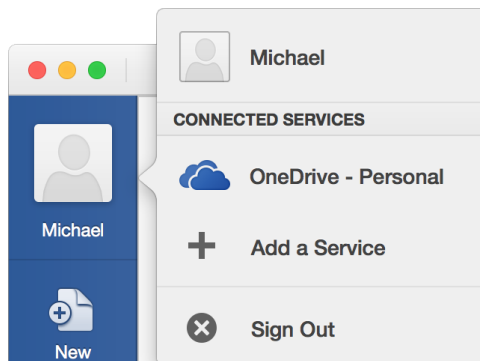 Michael
CONNECTED SERVICES
OneDrive - Personal
Add a Service
Sign Out
Michael
New